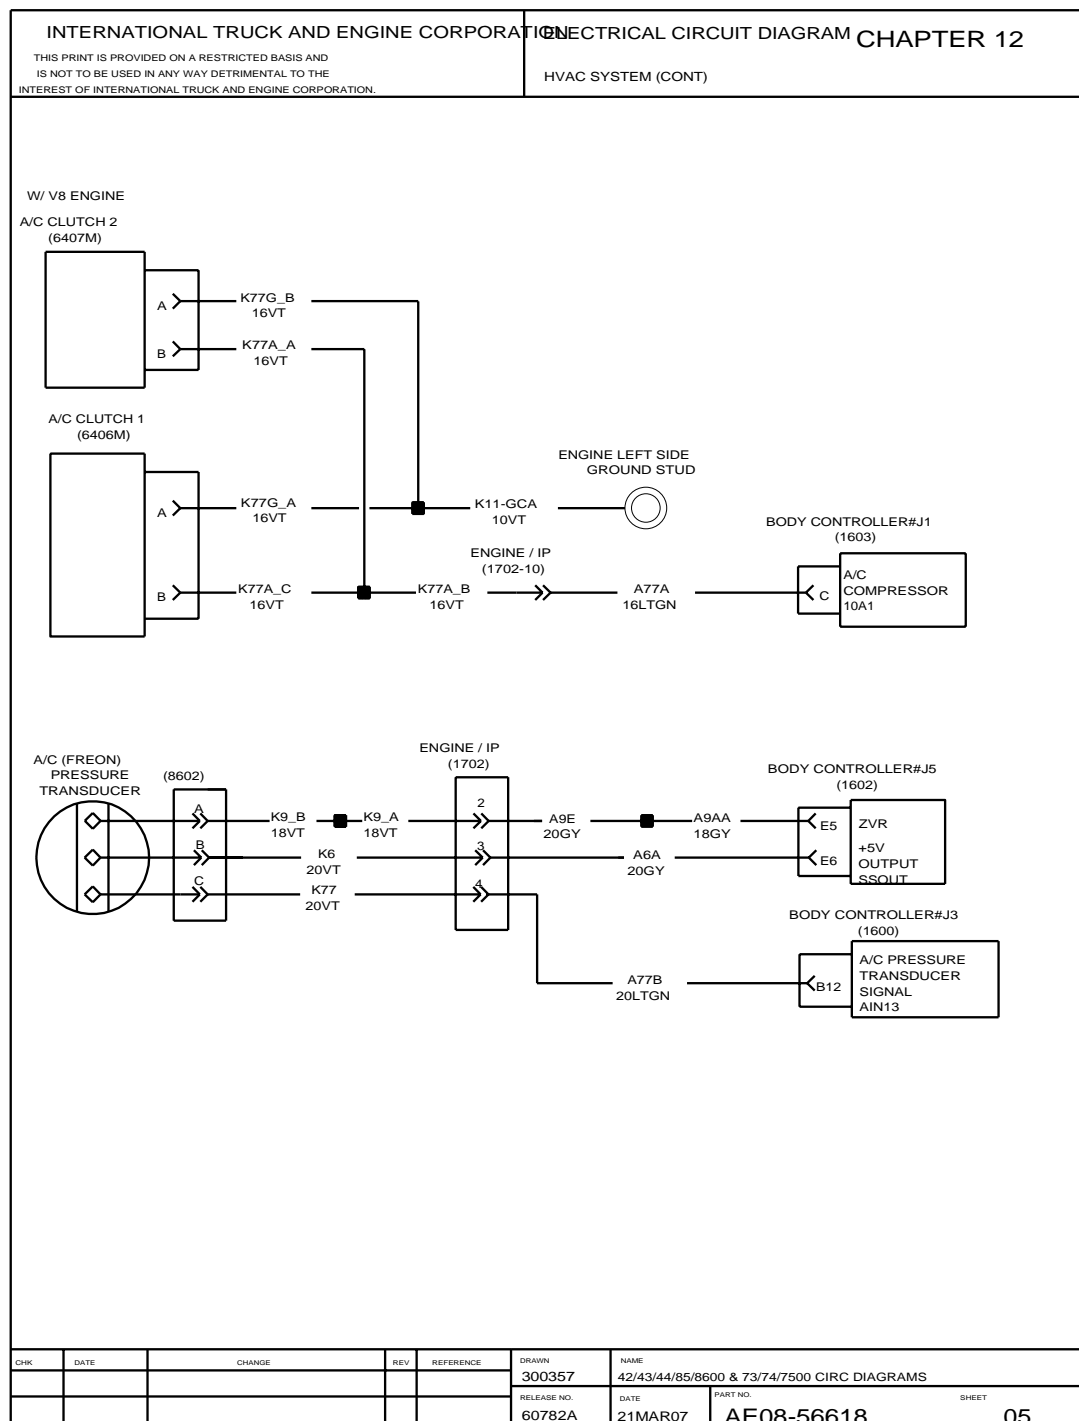 INTERNATIONAL TRUCK AND ENGINE CORPORATION
THIS PRINT IS PROVIDED ON A RESTRICTED BASIS AND
IS NOT TO BE USED IN ANY WAY DETRIMENTAL TO THE
INTEREST OF INTERNATIONAL TRUCK AND ENGINE CORPORATION.
ELECTRICAL CIRCUIT DIAGRAM
CHAPTER 12
HVAC SYSTEM (CONT)
W/ V8 ENGINE
A/C CLUTCH 2
(6407M)
A
K77G_B
16VT
B
K77A_A
16VT
A/C CLUTCH 1
(6406M)
A
K77G_A
16VT
K11-GCA
10VT
ENGINE LEFT SIDE
GROUND STUD
B
K77A_C
16VT
K77A_B
16VT
ENGINE / IP
(1702-10)
A77A
16LTGN
BODY CONTROLLER#J1
(1603)
C
A/C
COMPRESSOR
10A1
A/C (FREON)
PRESSURE
TRANSDUCER
(8602)
ENGINE / IP
(1702)
BODY CONTROLLER#J5
(1602)
A
K9_B
18VT
K9_A
18VT
2
A9E
20GY
A9AA
18GY
E5
ZVR
B
K6
20VT
3
A6A
20GY
E6
+5V
OUTPUT
SSOUT
C
K77
20VT
4
A77B
20LTGN
BODY CONTROLLER#J3
(1600)
B12
A/C PRESSURE
TRANSDUCER
SIGNAL
AIN13
CHK
DATE
CHANGE
REV
REFERENCE
DRAWN
300357
NAME
42/43/44/85/8600 & 73/74/7500 CIRC DIAGRAMS
RELEASE NO.
60782A
DATE
21MAR07
PART NO.
AE08-56618
SHEET
05